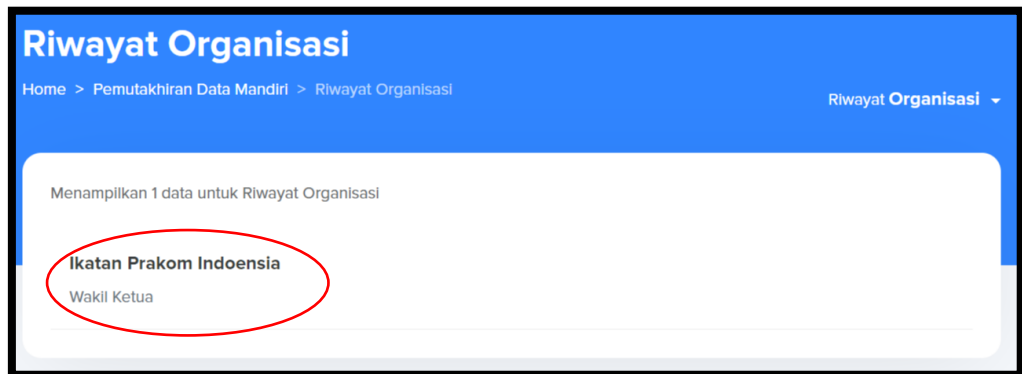 Riwayat Organisasi
Home > Pemutakhiran Data Mandiri > Riwayat Organisasi
Riwayat Organisasi
Menampilkan 1 data untuk Riwayat Organisasi
Ikatan Prakom Indoensia
Wakil Ketua